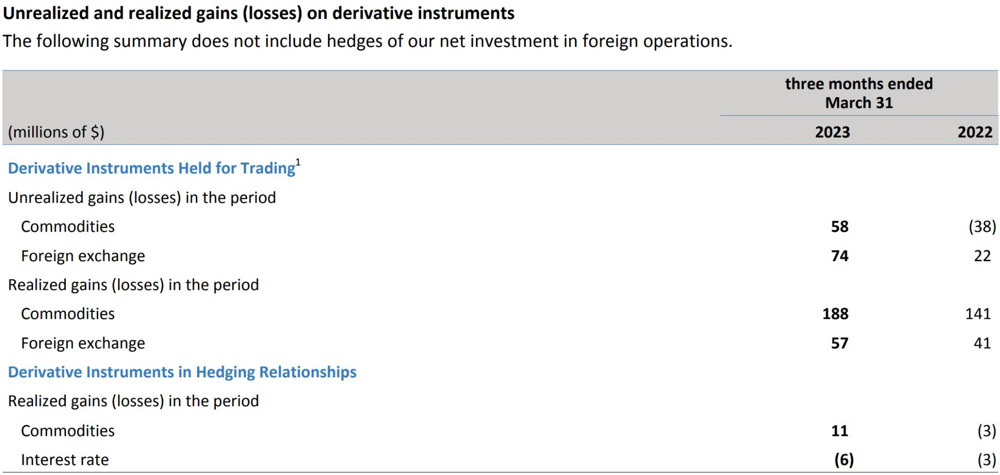 Unrealized and realized gains (losses) on derivative instruments
The following summary does not include hedges of our net investment in foreign operations.
three months ended
March 31
(millions of $) 2023 2022
Derivative Instruments Held for Trading1
Unrealized gains (losses) in the period
Commodities 58 (38)
Foreign exchange 74 22
Realized gains (losses) in the period
Commodities 188 141
Foreign exchange 57 41
Derivative Instruments in Hedging Relationships
Realized gains (losses) in the period
Commodities 11 (3)
Interest rate (6) (3)